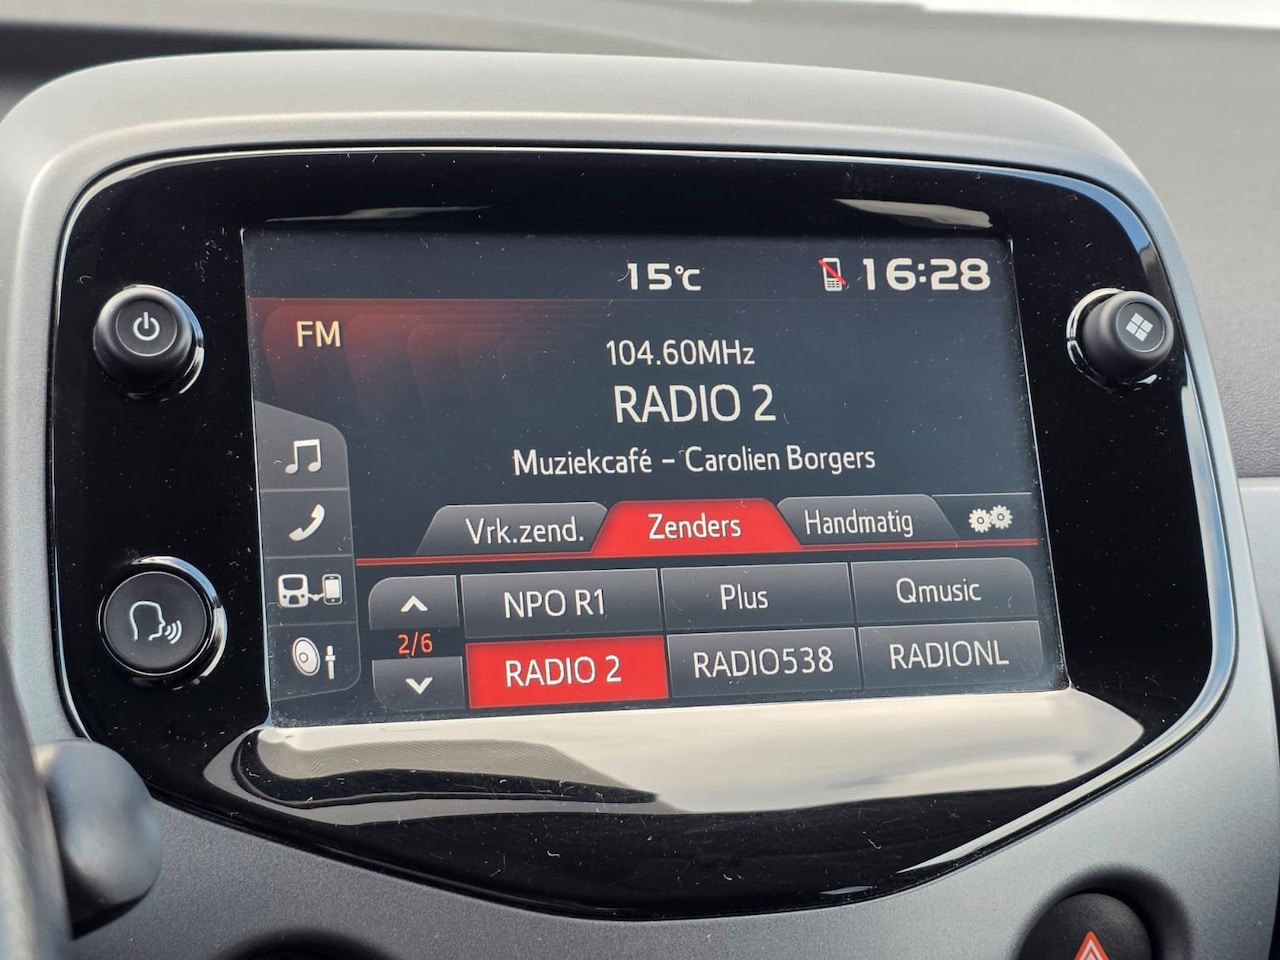 15°C 16:28
FM
104.60MHz
RADIO 2
Muziekcafé - Carolien Borgers
Vrk.zend. Zenders Handmatig
NPO R1 Plus Qmusic
2/6
RADIO 2 RADIO538 RADIONL